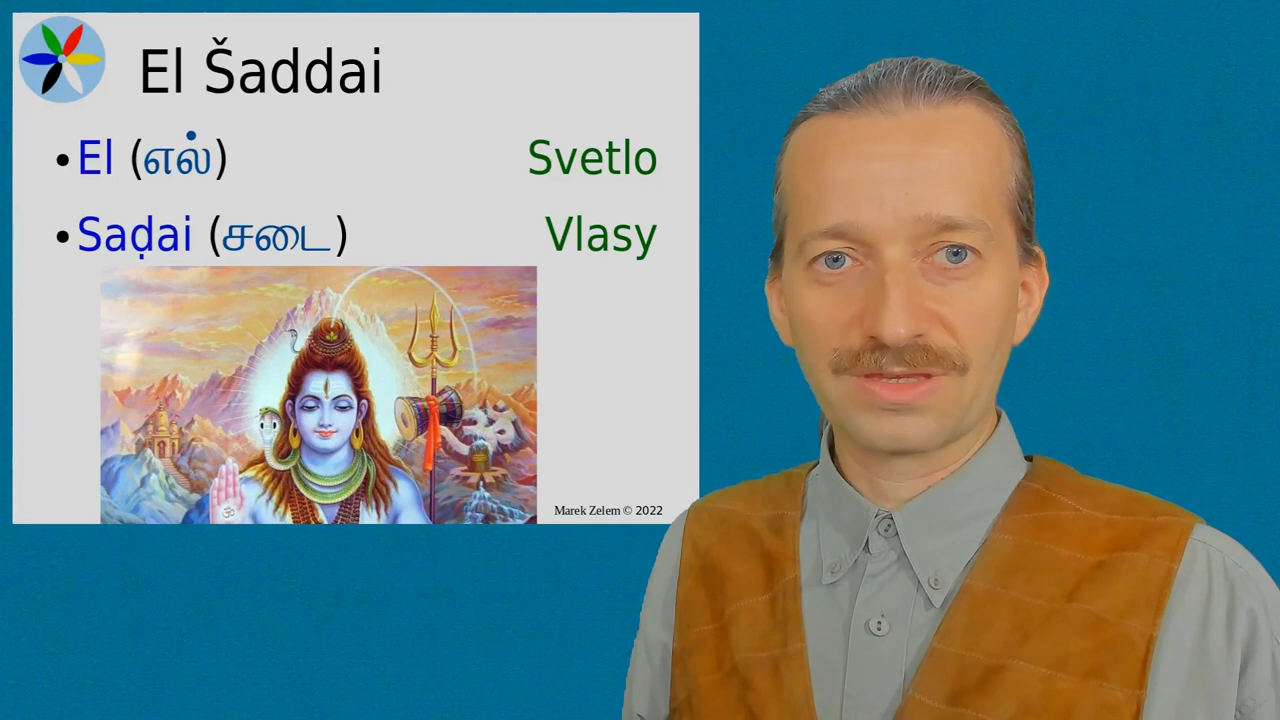 El Šaddai
• El (எல்) Svetlo
• Saḍai (சடை) Vlasy
ॐ
Marek Zelem © 2022